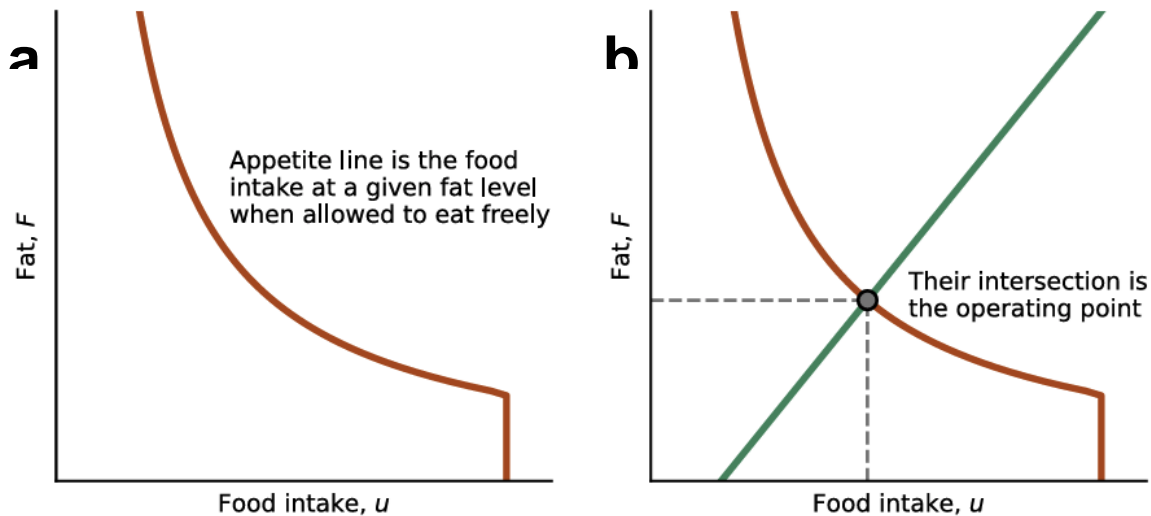 a
Appetite line is the food
intake at a given fat level
when allowed to eat freely
Fat, F
Food intake, u
b
Their intersection is
the operating point
Fat, F
Food intake, u